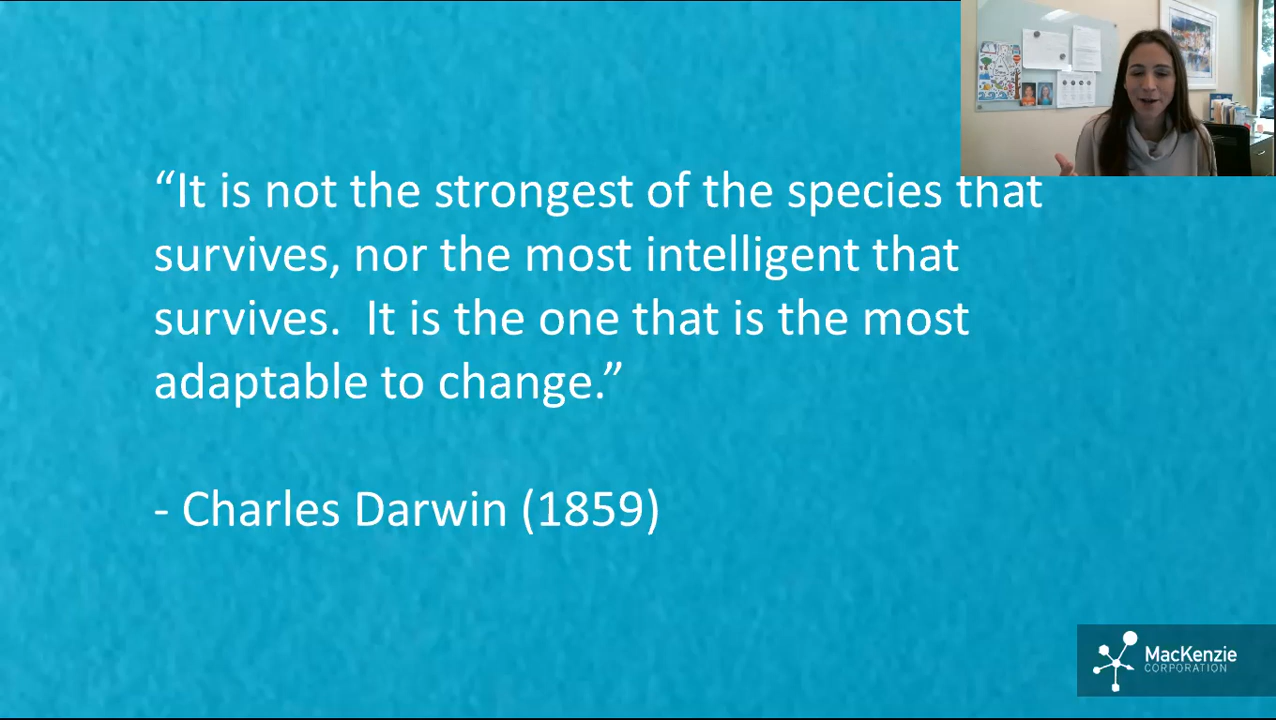 “It is not the strongest of the species that
survives, nor the most intelligent that
survives.  It is the one that is the most
adaptable to change.”
- Charles Darwin (1859)
MacKenzie
CORPORATION